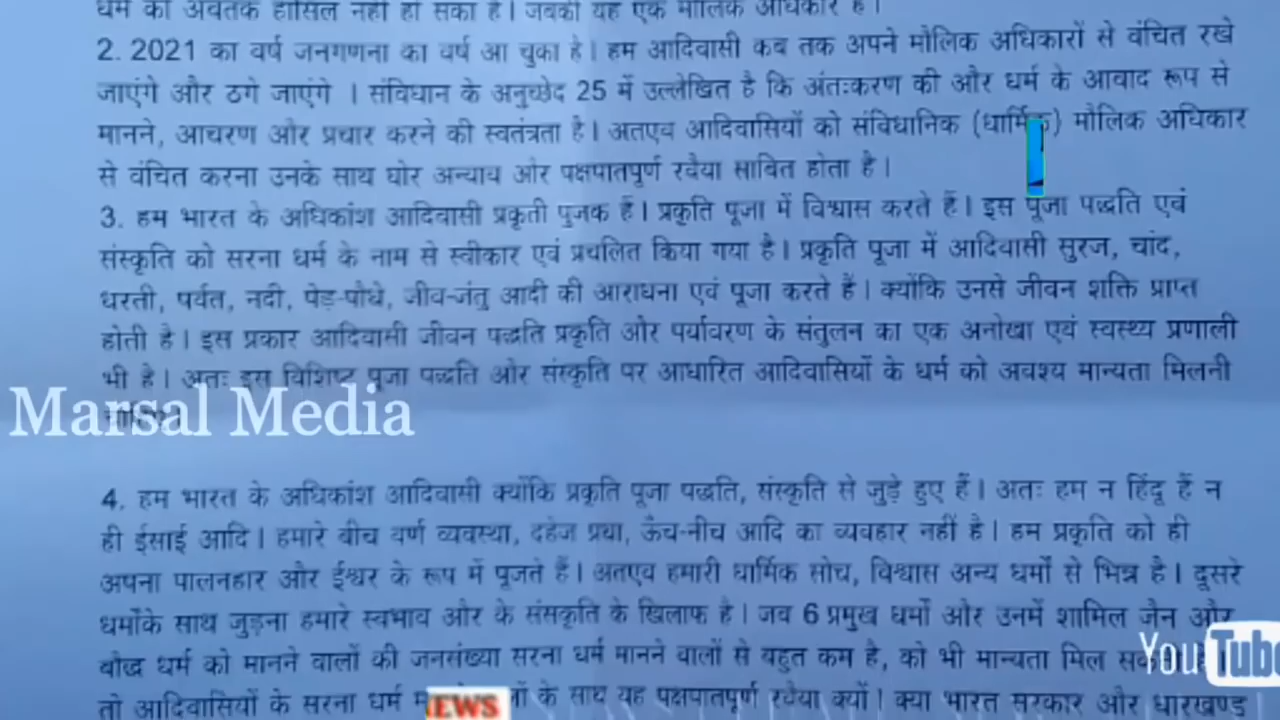 धर्म को अबतक हासिल नहीं हो सका है। जबकी यह एक मौलिक अधिकार है।
2. 2021 का वर्ष जनगणना का वर्ष आ चुका है। हम आदिवासी कब तक अपने मौलिक अधिकारों से वंचित रखे
जाएंगे और ठगे जाएंगे । संविधान के अनुच्छेद 25 में उल्लेखित है कि अंतःकरण की और धर्म के आवाद रूप से
मानने, आचरण और प्रचार करने की स्वतंत्रता है। अतएव आदिवासियों को संविधानिक (धार्मिक) मौलिक अधिकार
से वंचित करना उनके साथ घोर अन्याय और पक्षपातपूर्ण रवैया साबित होता है।
3. हम भारत के अधिकांश आदिवासी प्रकृती पुजक हैं। प्रकृति पूजा में विश्वास करते हैं। इस पूजा पद्धति एवं
संस्कृति को सरना धर्म के नाम से स्वीकार एवं प्रचलित किया गया है। प्रकृति पूजा में आदिवासी सुरज, चांद,
धरती, पर्वत, नदी, पेड़-पौधे, जीव-जंतु आदी की आराधना एवं पूजा करते हैं। क्योंकि उनसे जीवन शक्ति प्राप्त
होती है। इस प्रकार आदिवासी जीवन पद्धति प्रकृति और पर्यावरण के संतुलन का एक अनोखा एवं स्वस्थ्य प्रणाली
भी है। अतः इस विशिष्ट पूजा पद्धति ओर संस्कृति पर आधारित आदिवासियों के धर्म को अवश्य मान्यता मिलनी
Marsal Media
4. हम भारत के अधिकांश आदिवासी क्योंकि प्रकृति पूजा पद्धति, संस्कृति से जुड़े हुए हैं। अतः हम न हिंदू हैं न
ही ईसाई आदि। हमारे बीच वर्ण व्यवस्था, दहेज प्रथा, ऊँच-नीच आदि का व्यवहार नहीं है। हम प्रकृति को ही
अपना पालनहार और ईश्वर के रूप में पूजते हैं। अतएव हमारी धार्मिक सोच, विश्वास अन्य धर्मों से भिन्न है। दूसरे
धर्मोंके साथ जुड़ना हमारे स्वभाव और के संसकृति के खिलाफ है। जब 6 प्रमुख धर्मों और उनमें शामिल जैन और
बौद्ध धर्म को मानने वालों की जनसंख्या सरना धर्म मानने वालों से बहुत कम है, को भी मान्यता मिल
YouTube
तो आदिवासियों के सरना धर्म के साथ यह पक्षपातपूर्ण रवैया क्यों। क्या भारत सरकार और धारखण्ड
NEWS